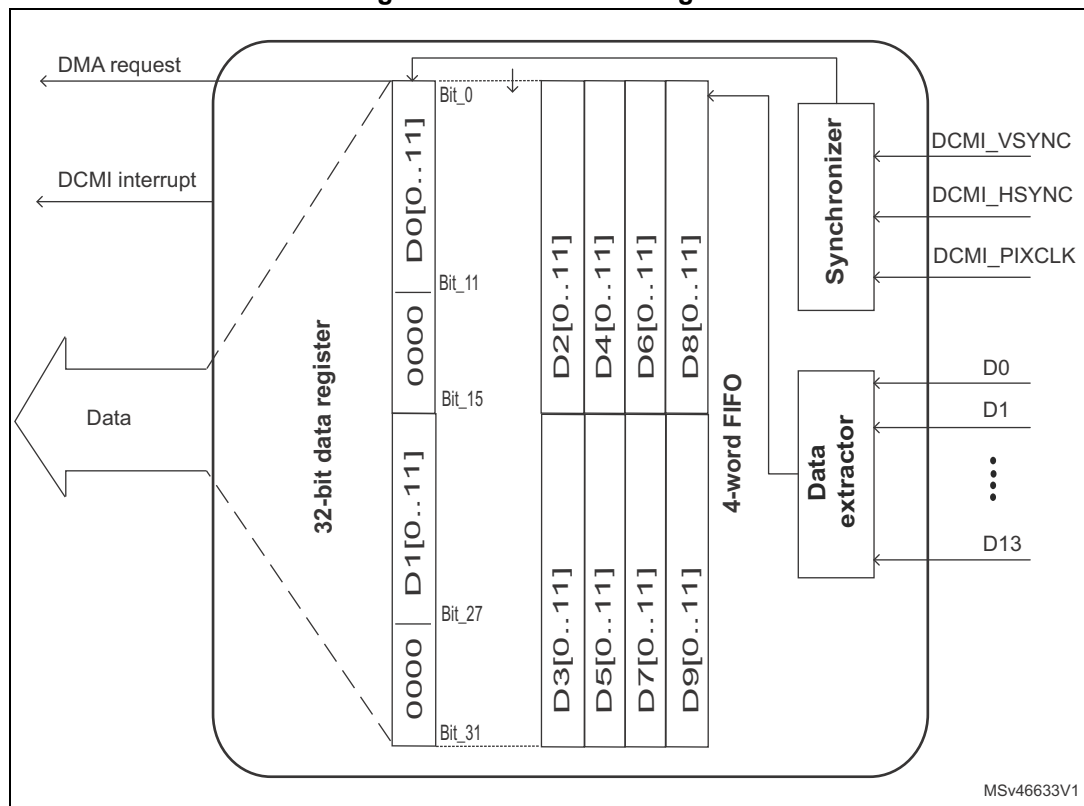 DMA request
DCMI interrupt
Data
32-bit data register
D0[0..11]
0000
D1[0..11]
0000
Bit_0
Bit_11
Bit_15
Bit_27
Bit_31
D2[0..11]
D4[0..11]
D6[0..11]
D8[0..11]
D3[0..11]
D5[0..11]
D7[0..11]
D9[0..11]
4-word FIFO
Synchronizer
DCMI_VSYNC
DCMI_HSYNC
DCMI_PIXCLK
Data
extractor
D0
D1
D13
MSv46633V1